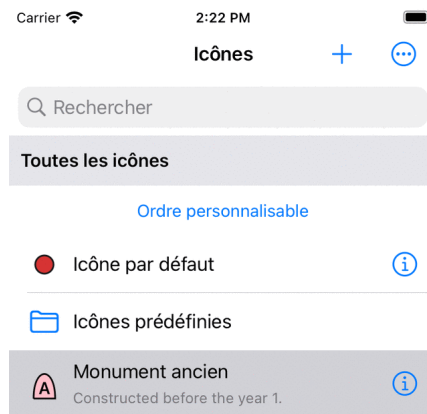 Carrier 2:22 PM
Icônes
Rechercher
Toutes les icônes
Ordre personnalisable
Icône par défaut
Icônes prédéfinies
A
Monument ancien
Constructed before the year 1.